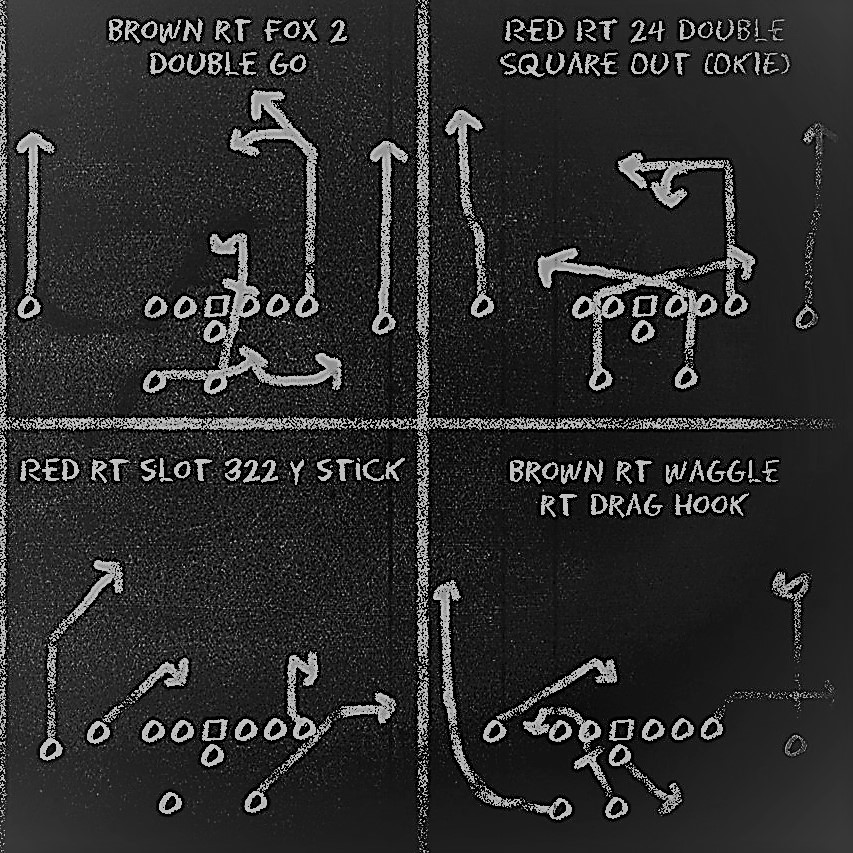 BROWN RT FOX 2
DOUBLE GO
RED RT 24 DOUBLE
SQUARE OUT (OKIE)
RED RT SLOT 322 Y STICK
BROWN RT WAGGLE
RT DRAG HOOK